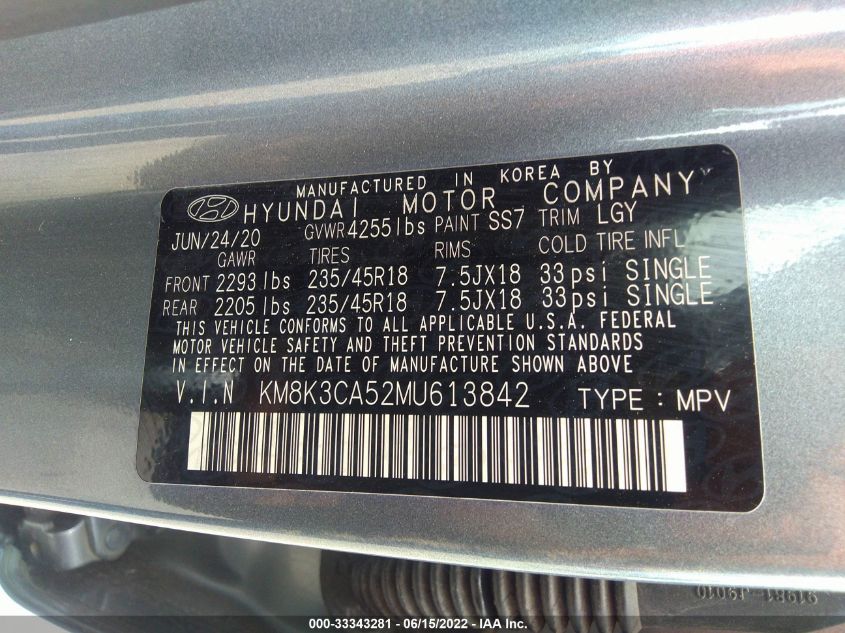 MANUFACTURED IN KOREA BY
HYUNDAI MOTOR COMPANY
JUN/24/20 GVWR 4255 lbs PAINT SS7 TRIM LGY
GAWR TIRES RIMS COLD TIRE INFL
FRONT 2293 lbs 235/45R18 7.5JX18 33psi SINGLE
REAR 2205 lbs 235/45R18 7.5JX18 33psi SINGLE
THIS VEHICLE CONFORMS TO ALL APPLICABLE U.S.A. FEDERAL
MOTOR VEHICLE SAFETY AND THEFT PREVENTION STANDARDS
IN EFFECT ON THE DATE OF MANUFACTURE SHOWN ABOVE
V.I.N KM8K3CA52MU613842 TYPE : MPV
91981-J9010
000-33343281 - 06/15/2022 - IAA Inc.